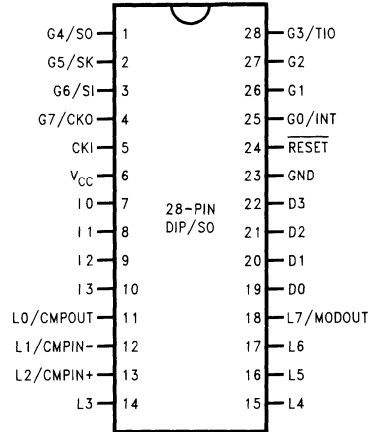 G4/SO 1 28 G3/TIO
G5/SK 2 27 G2
G6/SI 3 26 G1
G7/CKO 4 25 G0/INT
CKI 5 24 RESET
VCC 6 23 GND
I0 7 22 D3
I1 8 21 D2
I2 9 20 D1
I3 10 19 D0
L0/CMPOUT 11 18 L7/MODOUT
L1/CMPIN- 12 17 L6
L2/CMPIN+ 13 16 L5
L3 14 15 L4
28-PIN
DIP/SO